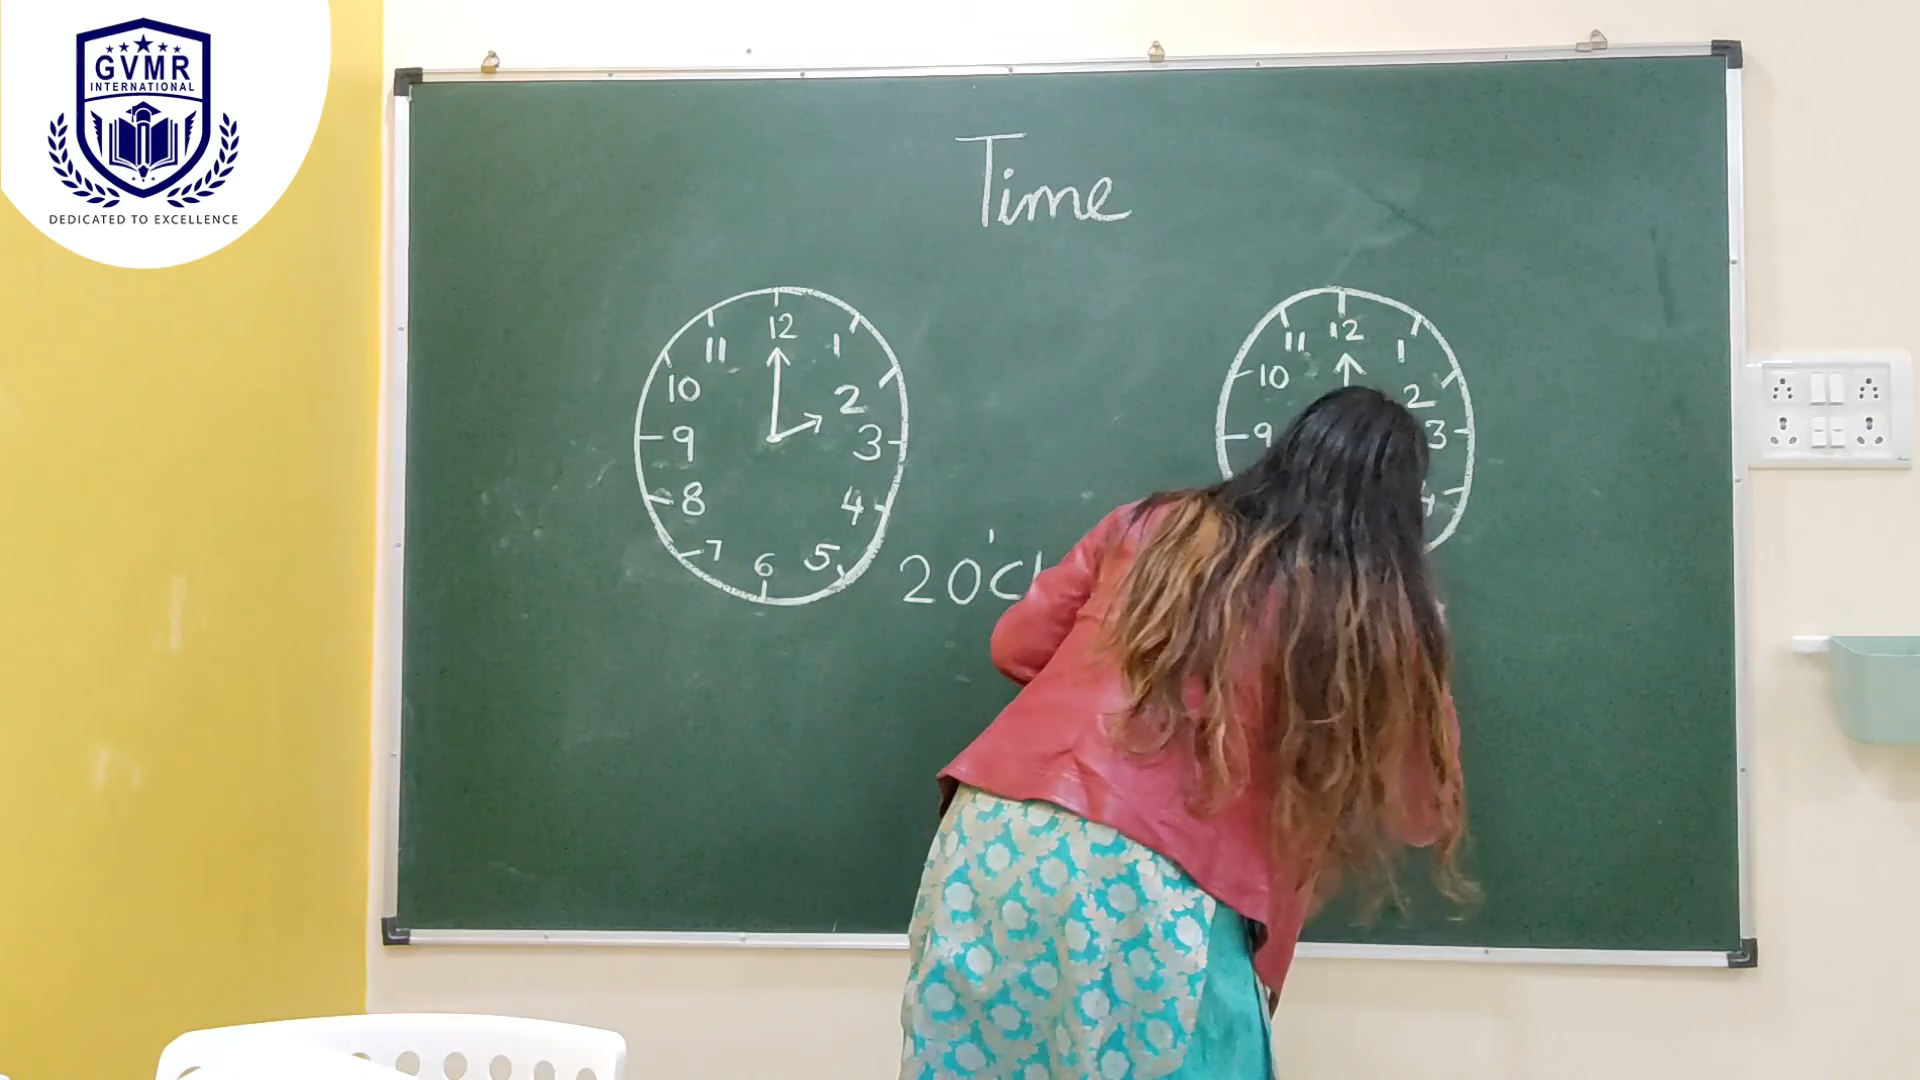 GVMR
INTERNATIONAL
DEDICATED TO EXCELLENCE
Time
12
11 1
10 2
9 3
8 4
7 5
6
12
11 1
10 2
9 3
2 O'Cl